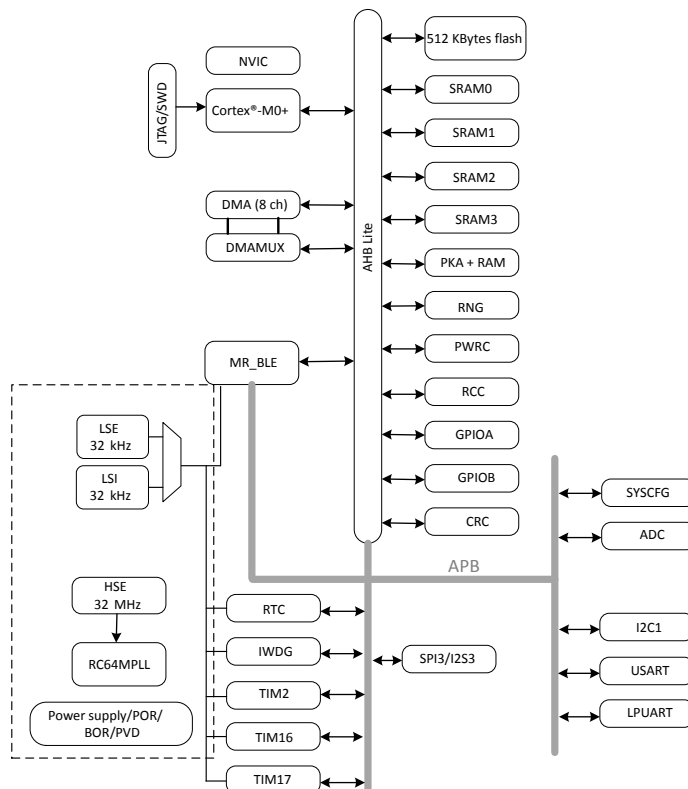 512 KBytes flash
NVIC
JTAG/SWD
Cortex®-M0+
SRAM0
SRAM1
SRAM2
DMA (8 ch)
SRAM3
DMAMUX
AHB Lite
PKA + RAM
RNG
MR_BLE
PWRC
RCC
LSE
32 kHz
GPIOA
LSI
32 kHz
GPIOB
SYSCFG
CRC
ADC
APB
HSE
32 MHz
RTC
I2C1
RC64MPLL
IWDG
SPI3/I2S3
USART
TIM2
LPUART
Power supply/POR/
BOR/PVD
TIM16
TIM17